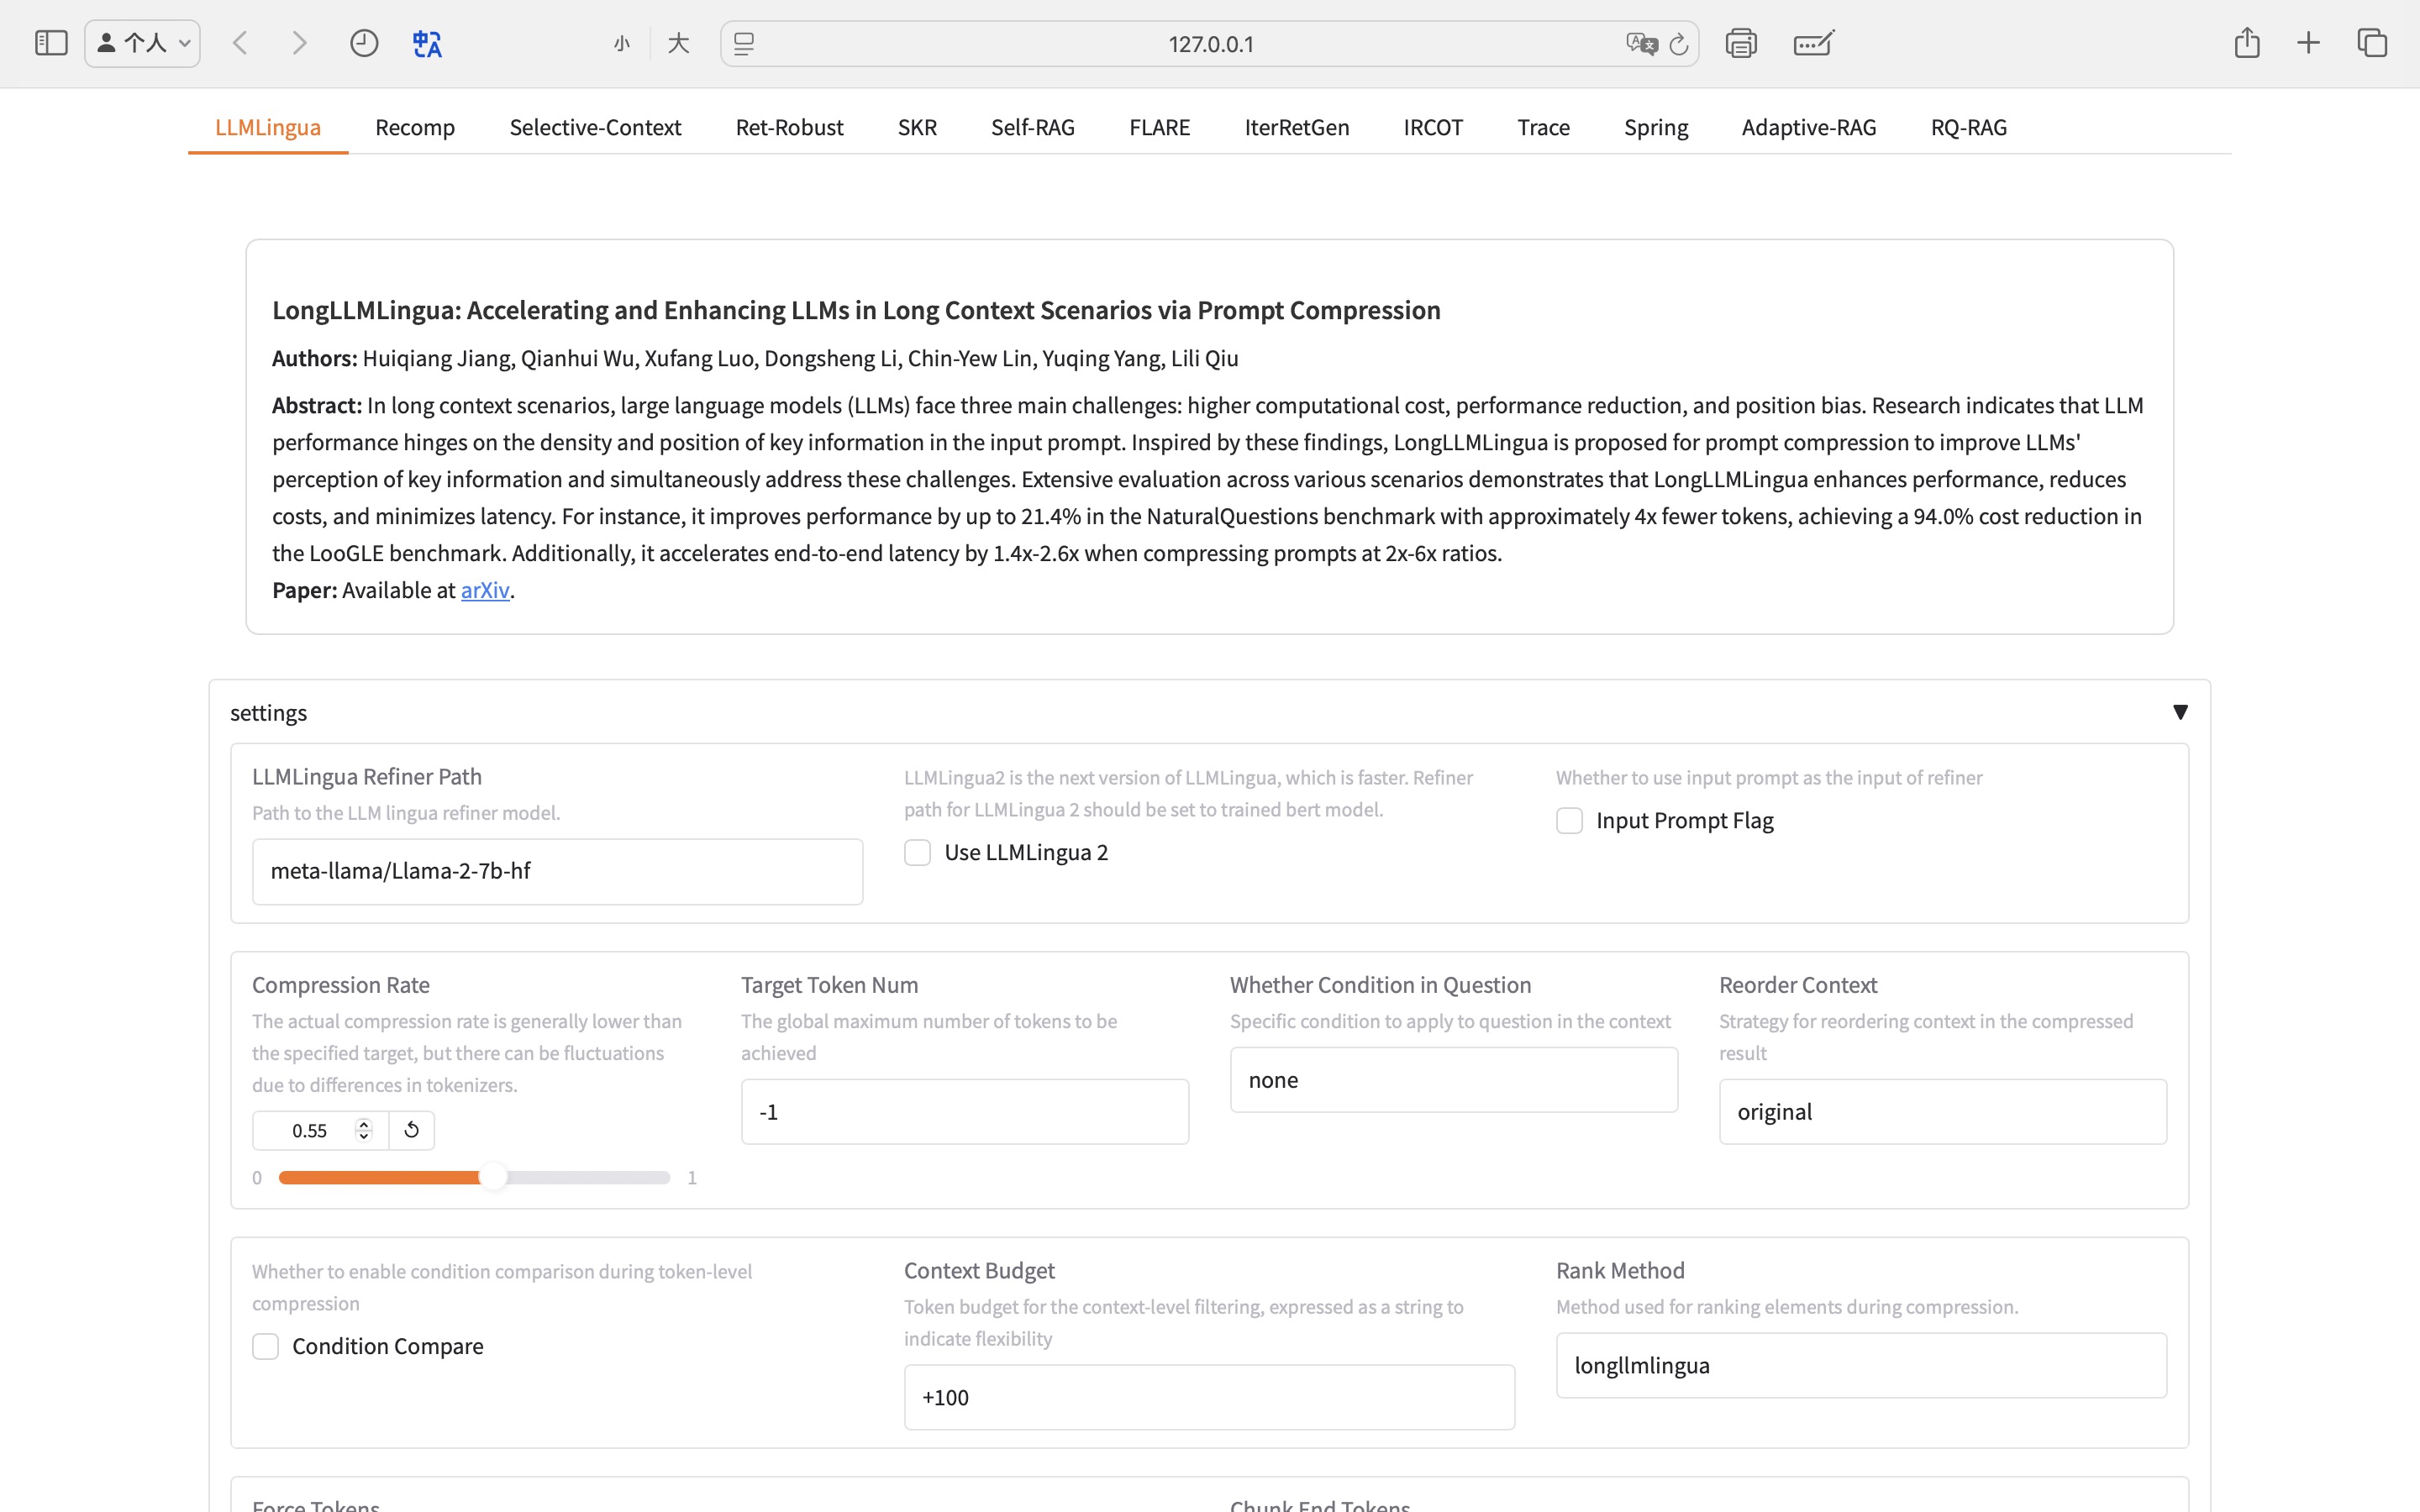 个人
小 大
127.0.0.1
LLMLingua Recomp Selective-Context Ret-Robust SKR Self-RAG FLARE IterRetGen IRCOT Trace Spring Adaptive-RAG RQ-RAG
LongLLMLingua: Accelerating and Enhancing LLMs in Long Context Scenarios via Prompt Compression
Authors: Huiqiang Jiang, Qianhui Wu, Xufang Luo, Dongsheng Li, Chin-Yew Lin, Yuqing Yang, Lili Qiu
Abstract: In long context scenarios, large language models (LLMs) face three main challenges: higher computational cost, performance reduction, and position bias. Research indicates that LLM
performance hinges on the density and position of key information in the input prompt. Inspired by these findings, LongLLMLingua is proposed for prompt compression to improve LLMs'
perception of key information and simultaneously address these challenges. Extensive evaluation across various scenarios demonstrates that LongLLMLingua enhances performance, reduces
costs, and minimizes latency. For instance, it improves performance by up to 21.4% in the NaturalQuestions benchmark with approximately 4x fewer tokens, achieving a 94.0% cost reduction in
the LooGLE benchmark. Additionally, it accelerates end-to-end latency by 1.4x-2.6x when compressing prompts at 2x-6x ratios.
Paper: Available at arXiv.
settings
LLMLingua Refiner Path
Path to the LLM lingua refiner model.
meta-llama/Llama-2-7b-hf
LLMLingua2 is the next version of LLMLingua, which is faster. Refiner
path for LLMLingua 2 should be set to trained bert model.
Use LLMLingua 2
Whether to use input prompt as the input of refiner
Input Prompt Flag
Compression Rate
The actual compression rate is generally lower than
the specified target, but there can be fluctuations
due to differences in tokenizers.
0.55
0 1
Target Token Num
The global maximum number of tokens to be
achieved
-1
Whether Condition in Question
Specific condition to apply to question in the context
none
Reorder Context
Strategy for reordering context in the compressed
result
original
Whether to enable condition comparison during token-level
compression
Condition Compare
Context Budget
Token budget for the context-level filtering, expressed as a string to
indicate flexibility
+100
Rank Method
Method used for ranking elements during compression.
longllmlingua
Force Tokens
Chunk End Tokens